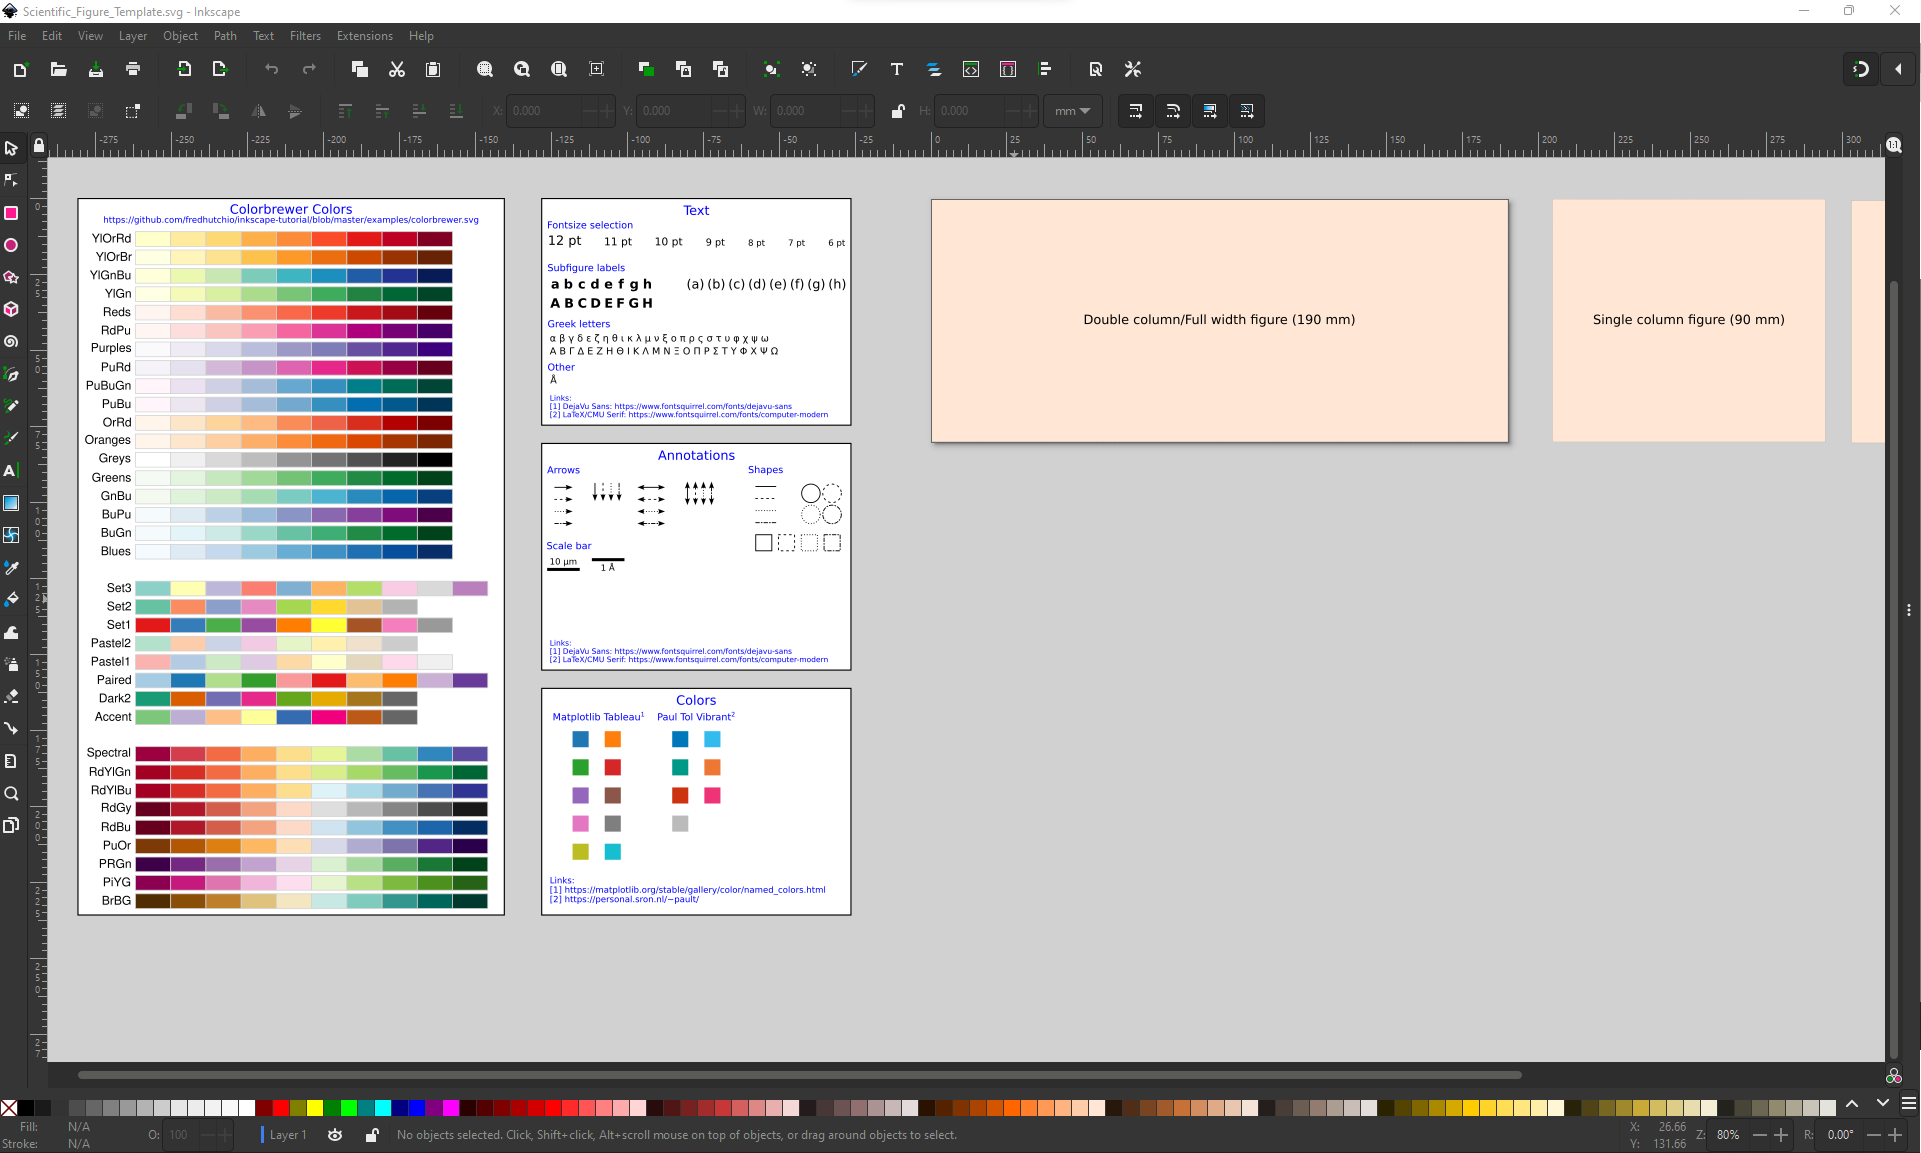 Scientific_Figure_Template.svg - Inkscape
File Edit View Layer Object Path Text Filters Extensions Help
X: 0.000 Y: 0.000 W: 0.000 H: 0.000 mm
-275 -250 -225 -200 -175 -150 -125 -100 -75 -50 -25 0 25 50 75 100 125 150 175 200 225 250 275 300
Colorbrewer Colors
https://github.com/fredhutchio/inkscape-tutorial/blob/master/examples/colorbrewer.svg
YlOrRd
YlOrBr
YlGnBu
YlGn
Reds
RdPu
Purples
PuRd
PuBuGn
PuBu
OrRd
Oranges
Greys
Greens
GnBu
BuPu
BuGn
Blues
Set3
Set2
Set1
Pastel2
Pastel1
Paired
Dark2
Accent
Spectral
RdYlGn
RdYlBu
RdGy
RdBu
PuOr
PRGn
PiYG
BrBG
Text
Fontsize selection
12 pt 11 pt 10 pt 9 pt 8 pt 7 pt 6 pt
Subfigure labels
a b c d e f g h (a) (b) (c) (d) (e) (f) (g) (h)
A B C D E F G H
Greek letters
α β γ δ ε ζ η θ ι κ λ μ ν ξ ο π ρ ς σ τ υ φ χ ψ ω
Α Β Γ Δ Ε Ζ Η Θ Ι Κ Λ Μ Ν Ξ Ο Π Ρ Σ Τ Υ Φ Χ Ψ Ω
Other
Å
Links:
[1] DejaVu Sans: https://www.fontsquirrel.com/fonts/dejavu-sans
[2] LaTeX/CMU Serif: https://www.fontsquirrel.com/fonts/computer-modern
Annotations
Arrows Shapes
Scale bar
10 μm 1 Å
Links:
[1] DejaVu Sans: https://www.fontsquirrel.com/fonts/dejavu-sans
[2] LaTeX/CMU Serif: https://www.fontsquirrel.com/fonts/computer-modern
Colors
Matplotlib Tableau¹ Paul Tol Vibrant²
Links:
[1] https://matplotlib.org/stable/gallery/color/named_colors.html
[2] https://personal.sron.nl/~pault/
Double column/Full width figure (190 mm)
Single column figure (90 mm)
Fill: N/A
Stroke: N/A
O: 100
Layer 1
No objects selected. Click, Shift+click, Alt+scroll mouse on top of objects, or drag around objects to select.
X: 26.66
Y: 131.66
Z: 80%
R: 0.00°